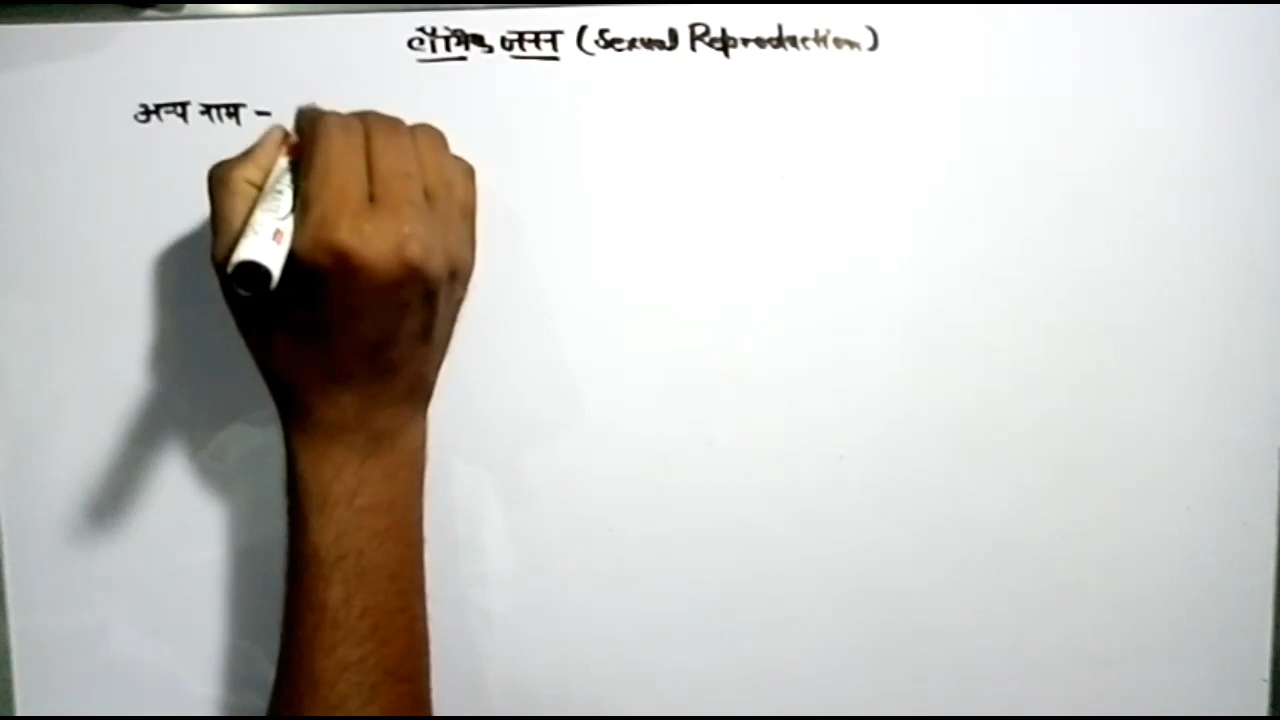 लैंगिक जनन (Sexual Reproduction)
अन्य नाम -